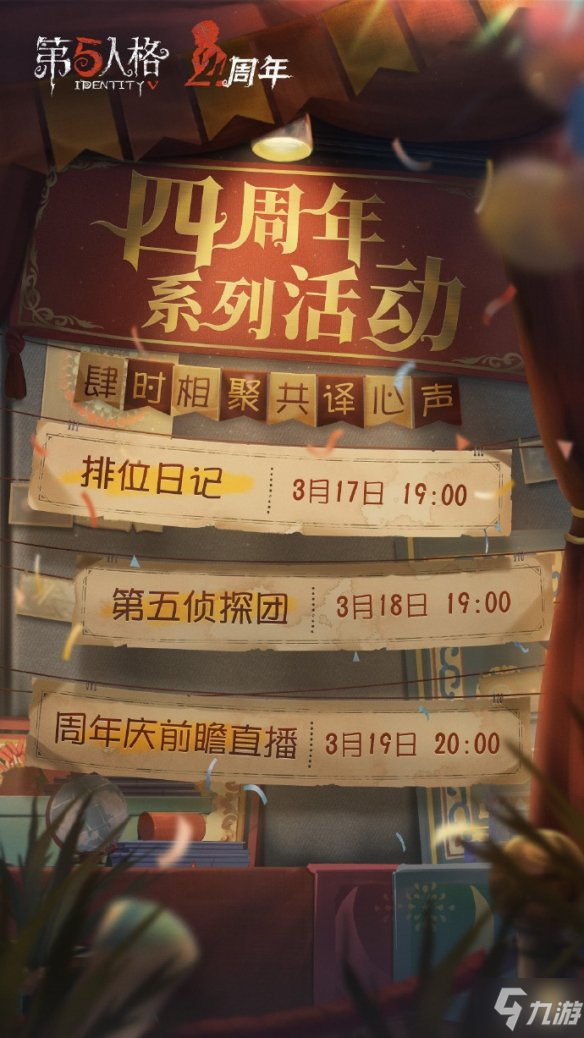 第5人格
IDENTITY V
周年
四周年
系列活动
肆时相聚共译心声
排位日记 3月17日 19:00
第五侦探团 3月18日 19:00
周年庆前瞻直播 3月19日 20:00
九游